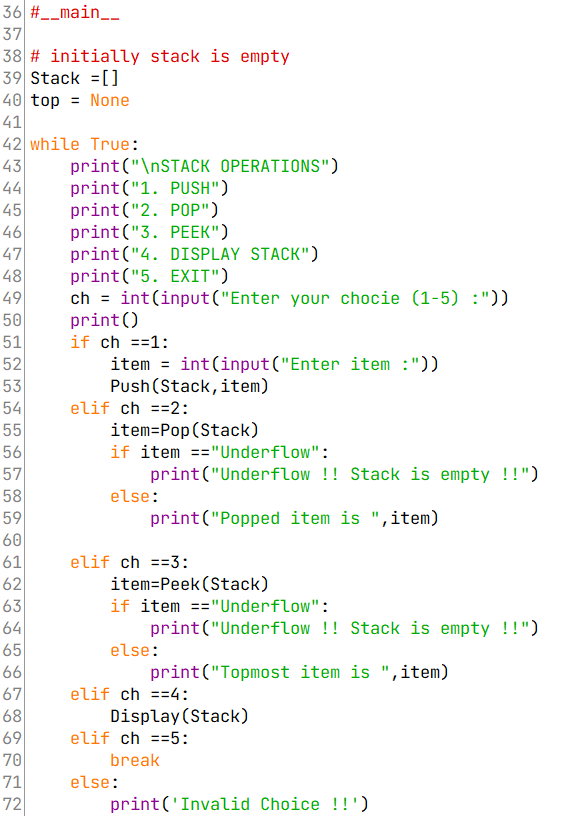 36 #__main__
37
38 # initially stack is empty
39 Stack =[]
40 top = None
41
42 while True:
43     print("\nSTACK OPERATIONS")
44     print("1. PUSH")
45     print("2. POP")
46     print("3. PEEK")
47     print("4. DISPLAY STACK")
48     print("5. EXIT")
49     ch = int(input("Enter your chocie (1-5) :"))
50     print()
51     if ch ==1:
52         item = int(input("Enter item :"))
53         Push(Stack,item)
54     elif ch ==2:
55         item=Pop(Stack)
56         if item =="Underflow":
57             print("Underflow !! Stack is empty !!")
58         else:
59             print("Popped item is ",item)
60
61     elif ch ==3:
62         item=Peek(Stack)
63         if item =="Underflow":
64             print("Underflow !! Stack is empty !!")
65         else:
66             print("Topmost item is ",item)
67     elif ch ==4:
68         Display(Stack)
69     elif ch ==5:
70         break
71     else:
72         print('Invalid Choice !!')